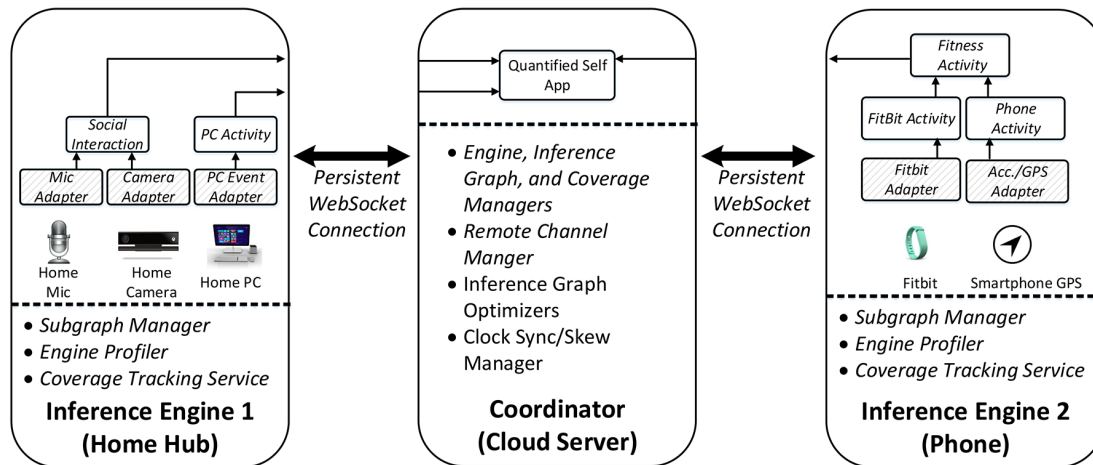 Social
Interaction
PC Activity
Mic
Adapter
Camera
Adapter
PC Event
Adapter
Home
Mic
Home
Camera
Home PC
• Subgraph Manager
• Engine Profiler
• Coverage Tracking Service
Inference Engine 1
(Home Hub)
Persistent
WebSocket
Connection
Quantified Self
App
• Engine, Inference
Graph, and Coverage
Managers
• Remote Channel
Manger
• Inference Graph
Optimizers
• Clock Sync/Skew
Manager
Coordinator
(Cloud Server)
Persistent
WebSocket
Connection
Fitness
Activity
FitBit Activity
Phone
Activity
Fitbit
Adapter
Acc./GPS
Adapter
Fitbit
Smartphone GPS
• Subgraph Manager
• Engine Profiler
• Coverage Tracking Service
Inference Engine 2
(Phone)